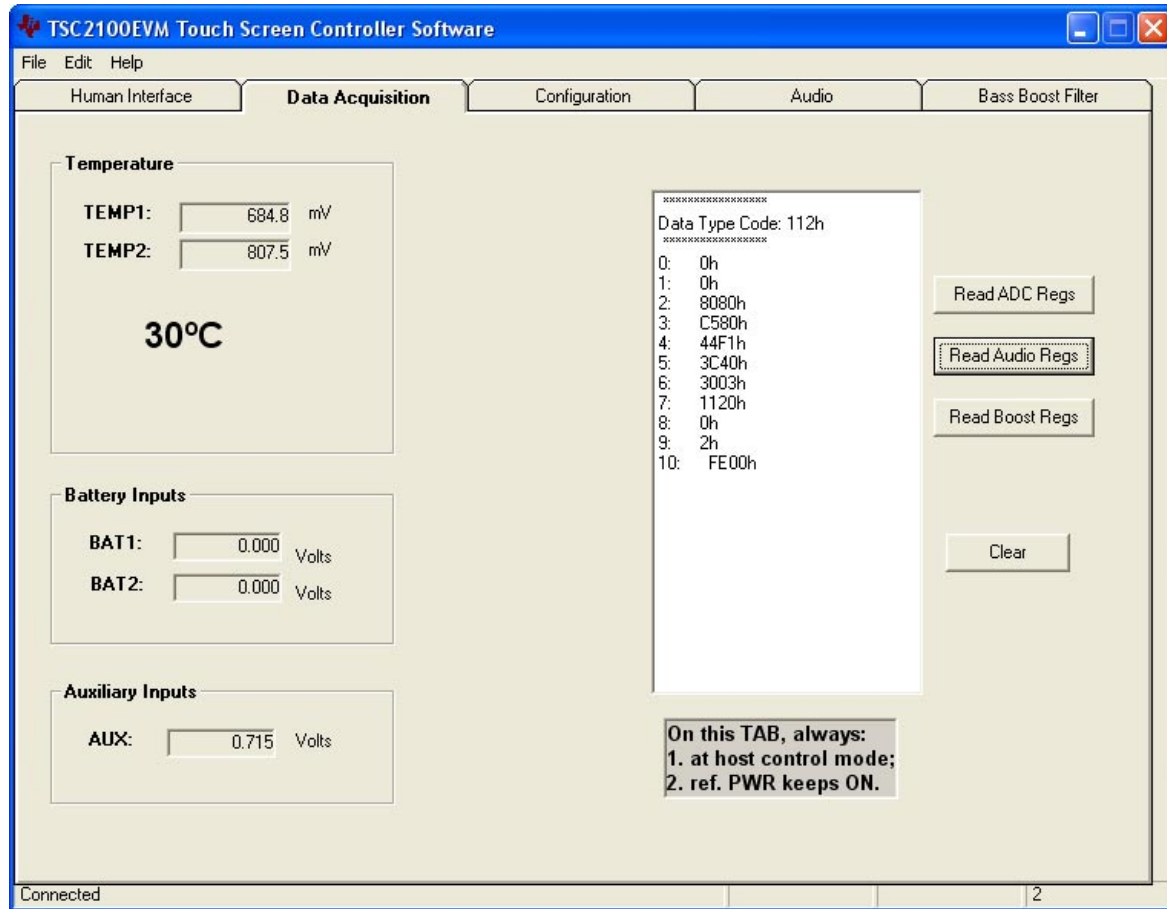 TSC2100EVM Touch Screen Controller Software
File Edit Help
Human Interface Data Acquisition Configuration Audio Bass Boost Filter
Temperature
TEMP1: 684.8 mV
TEMP2: 807.5 mV
30ºC
Battery Inputs
BAT1: 0.000 Volts
BAT2: 0.000 Volts
Auxiliary Inputs
AUX: 0.715 Volts
*****************
Data Type Code: 112h
*****************
0: 0h
1: 0h
2: 8080h
3: C580h
4: 44F1h
5: 3C40h
6: 3003h
7: 1120h
8: 0h
9: 2h
10: FE00h
Read ADC Regs
Read Audio Regs
Read Boost Regs
Clear
On this TAB, always:
1. at host control mode;
2. ref. PWR keeps ON.
Connected 2